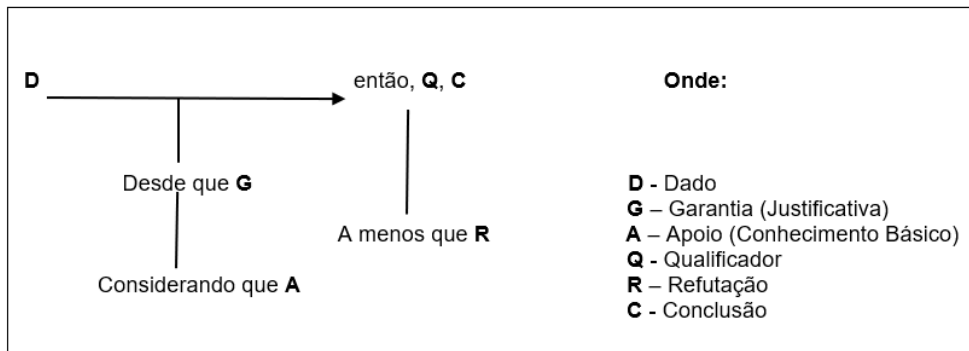 D então, Q, C Onde:
Desde que G
D - Dado
G – Garantia (Justificativa)
A – Apoio (Conhecimento Básico)
A menos que R
Q - Qualificador
R – Refutação
Considerando que A
C - Conclusão